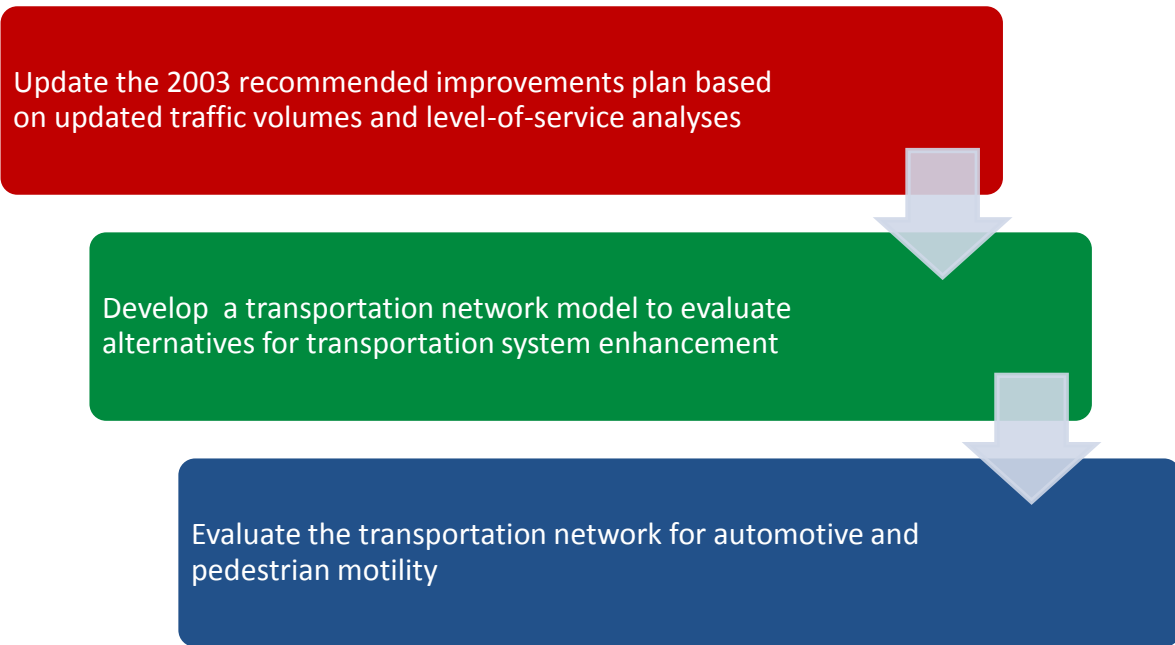 Update the 2003 recommended improvements plan based
on updated traffic volumes and level-of-service analyses
Develop  a transportation network model to evaluate
alternatives for transportation system enhancement
Evaluate the transportation network for automotive and
pedestrian motility